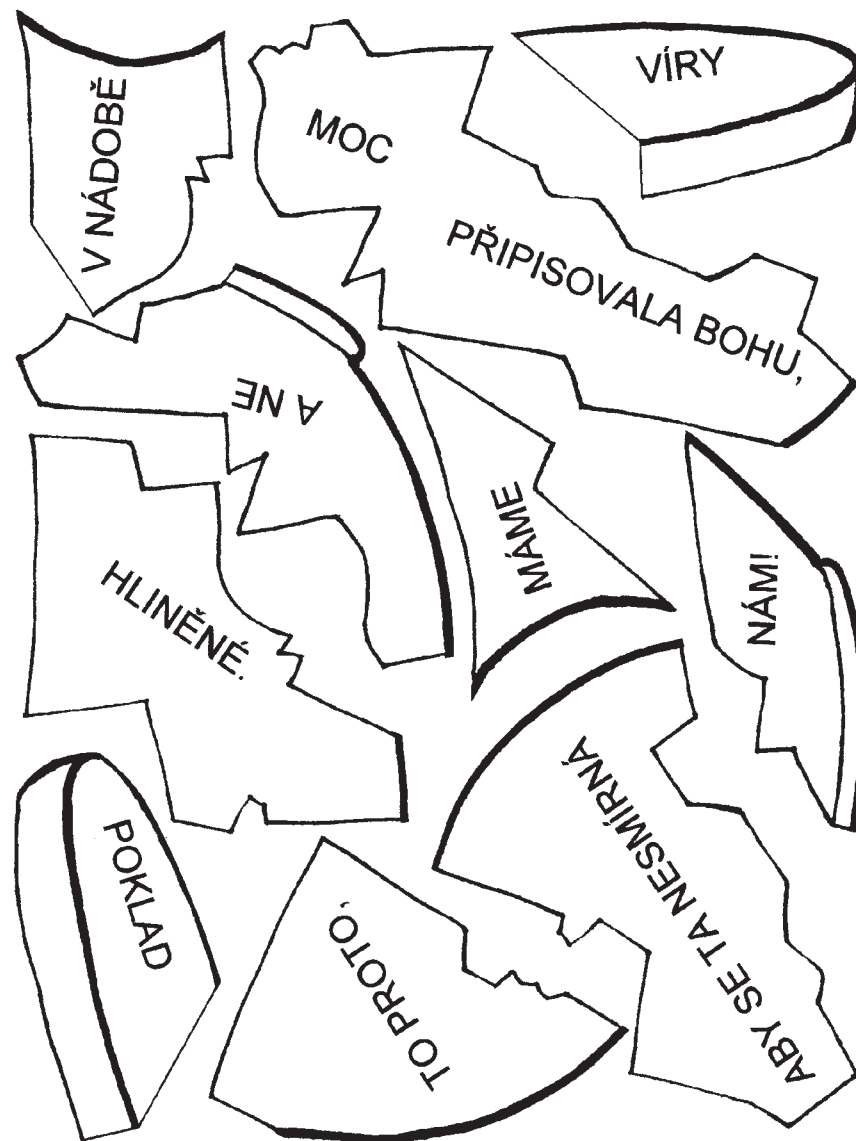 V NÁDOBĚ
MOC
VÍRY
PŘIPISOVALA BOHU,
A NE
MÁME
NÁM!
HLINĚNÉ.
POKLAD
TO PROTO,
ABY SE TA NESMÍRNÁ